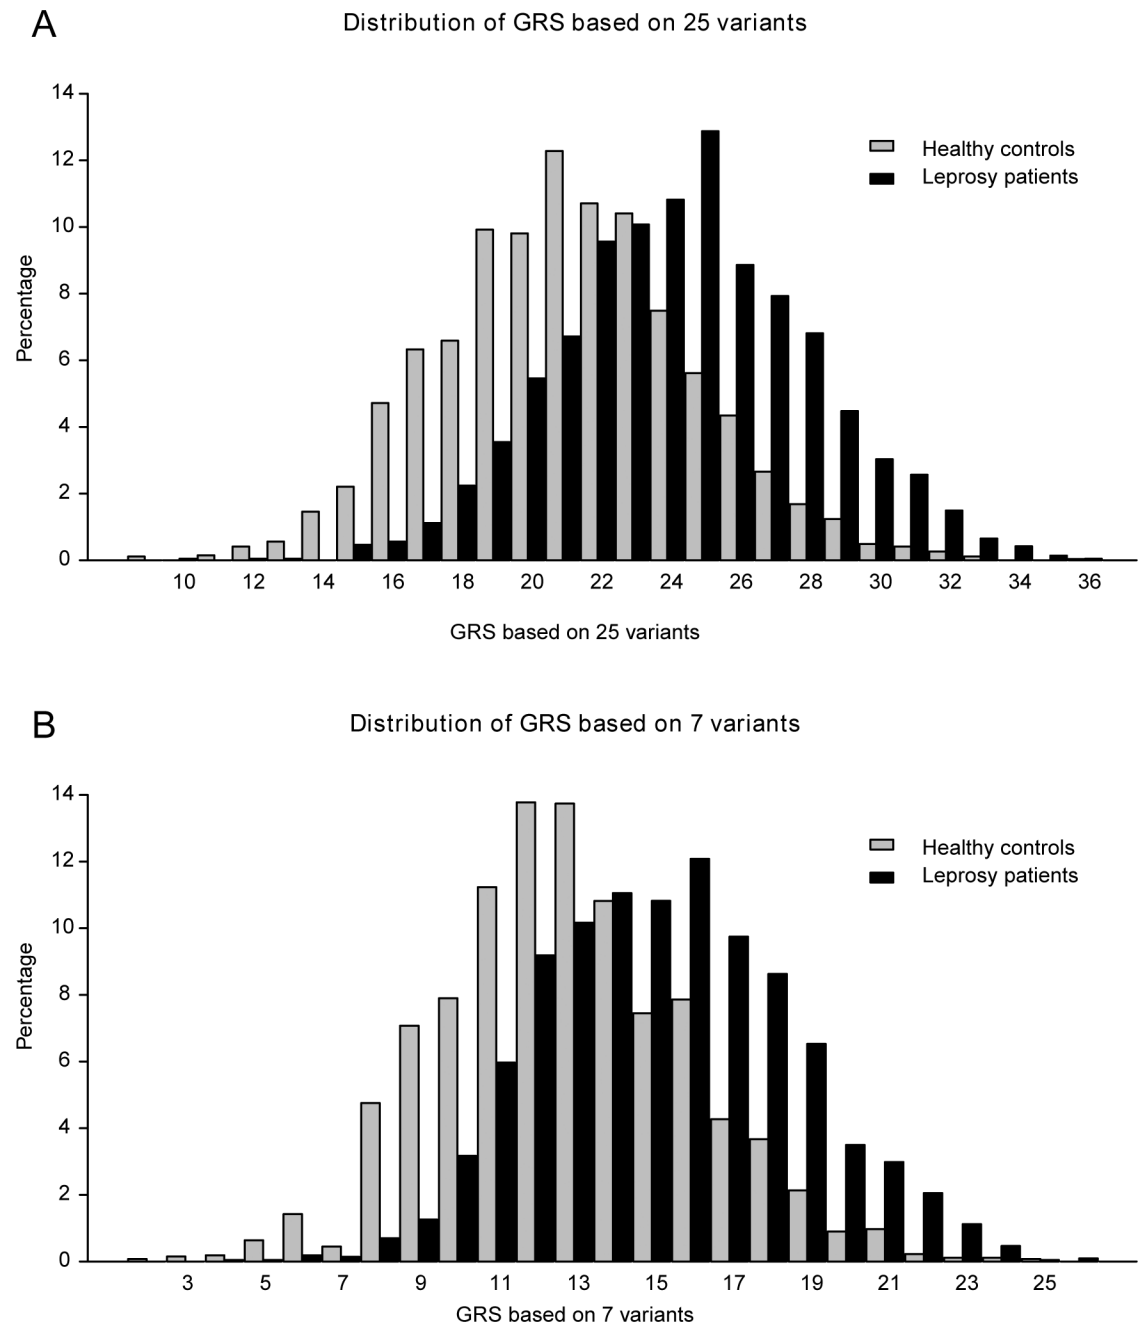 A
Distribution of GRS based on 25 variants
14
12
10
8
6
4
2
0
Percentage
Healthy controls
Leprosy patients
10 12 14 16 18 20 22 24 26 28 30 32 34 36
GRS based on 25 variants
B
Distribution of GRS based on 7 variants
14
12
10
8
6
4
2
0
Percentage
Healthy controls
Leprosy patients
3 5 7 9 11 13 15 17 19 21 23 25
GRS based on 7 variants